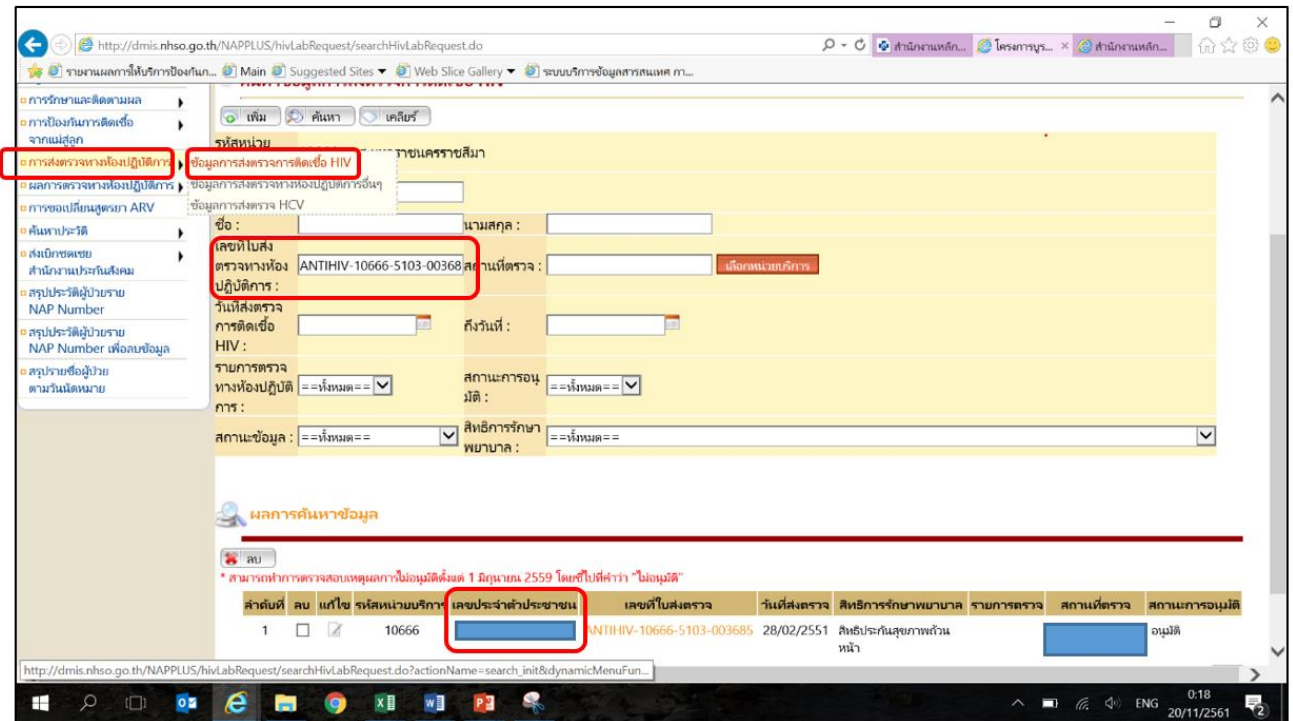 http://dmis.nhso.go.th/NAPPLUS/hivLabRequest/searchHivLabRequest.do
สำนักงานหลัก...
โครงการบูร...
สำนักงานหลัก...
รายงานผลการให้บริการป้องกัน...
Main
Suggested Sites
Web Slice Gallery
ระบบบริการข้อมูลสารสนเทศ กา...
การรักษาและติดตามผล
การป้องกันการติดเชื้อ
จากแม่สู่ลูก
การส่งตรวจทางห้องปฏิบัติการ
ผลการตรวจทางห้องปฏิบัติการ
การขอเปลี่ยนสูตรยา ARV
ค้นหาประวัติ
ส่งเบิกชดเชย
สำนักงานประกันสังคม
สรุปประวัติผู้ป่วยราย
NAP Number
สรุปประวัติผู้ป่วยราย
NAP Number เพื่อลบข้อมูล
สรุปรายชื่อผู้ป่วย
ตามวันนัดหมาย
ข้อมูลการส่งตรวจการติดเชื้อ HIV
ข้อมูลการส่งตรวจทางห้องปฏิบัติการอื่นๆ
ข้อมูลการส่งตรวจ HCV
เพิ่ม ค้นหา เคลียร์
รหัสหน่วย
ราชนครราชสีมา
ชื่อ :
นามสกุล :
เลขที่ใบส่ง
ตรวจทางห้อง
ปฏิบัติการ :
ANTIHIV-10666-5103-00368
สถานที่ตรวจ :
เลือกหน่วยบริการ
วันที่ส่งตรวจ
การติดเชื้อ
HIV :
ถึงวันที่ :
รายการตรวจ
ทางห้องปฏิบัติ
การ :
==ทั้งหมด==
สถานะการอนุ
มัติ :
==ทั้งหมด==
สถานะข้อมูล :
==ทั้งหมด==
สิทธิการรักษา
พยาบาล :
==ทั้งหมด==
ผลการค้นหาข้อมูล
ลบ
* สามารถทำการตรวจสอบเหตุผลการไม่อนุมัติตั้งแต่ 1 มิถุนายน 2559 โดยชี้ไปที่คำว่า "ไม่อนุมัติ"
ลำดับที่ ลบ แก้ไข รหัสหน่วยบริการ เลขประจำตัวประชาชน เลขที่ใบส่งตรวจ วันที่ส่งตรวจ สิทธิการรักษาพยาบาล รายการตรวจ สถานที่ตรวจ สถานะการอนุมัติ
1 10666 ANTIHIV-10666-5103-003685 28/02/2551 สิทธิประกันสุขภาพถ้วน อนุมัติ
หน้า
http://dmis.nhso.go.th/NAPPLUS/hivLabRequest/searchHivLabRequest.do?actionName=search_init&dynamicMenuFun...
ENG
0:18
20/11/2561
2